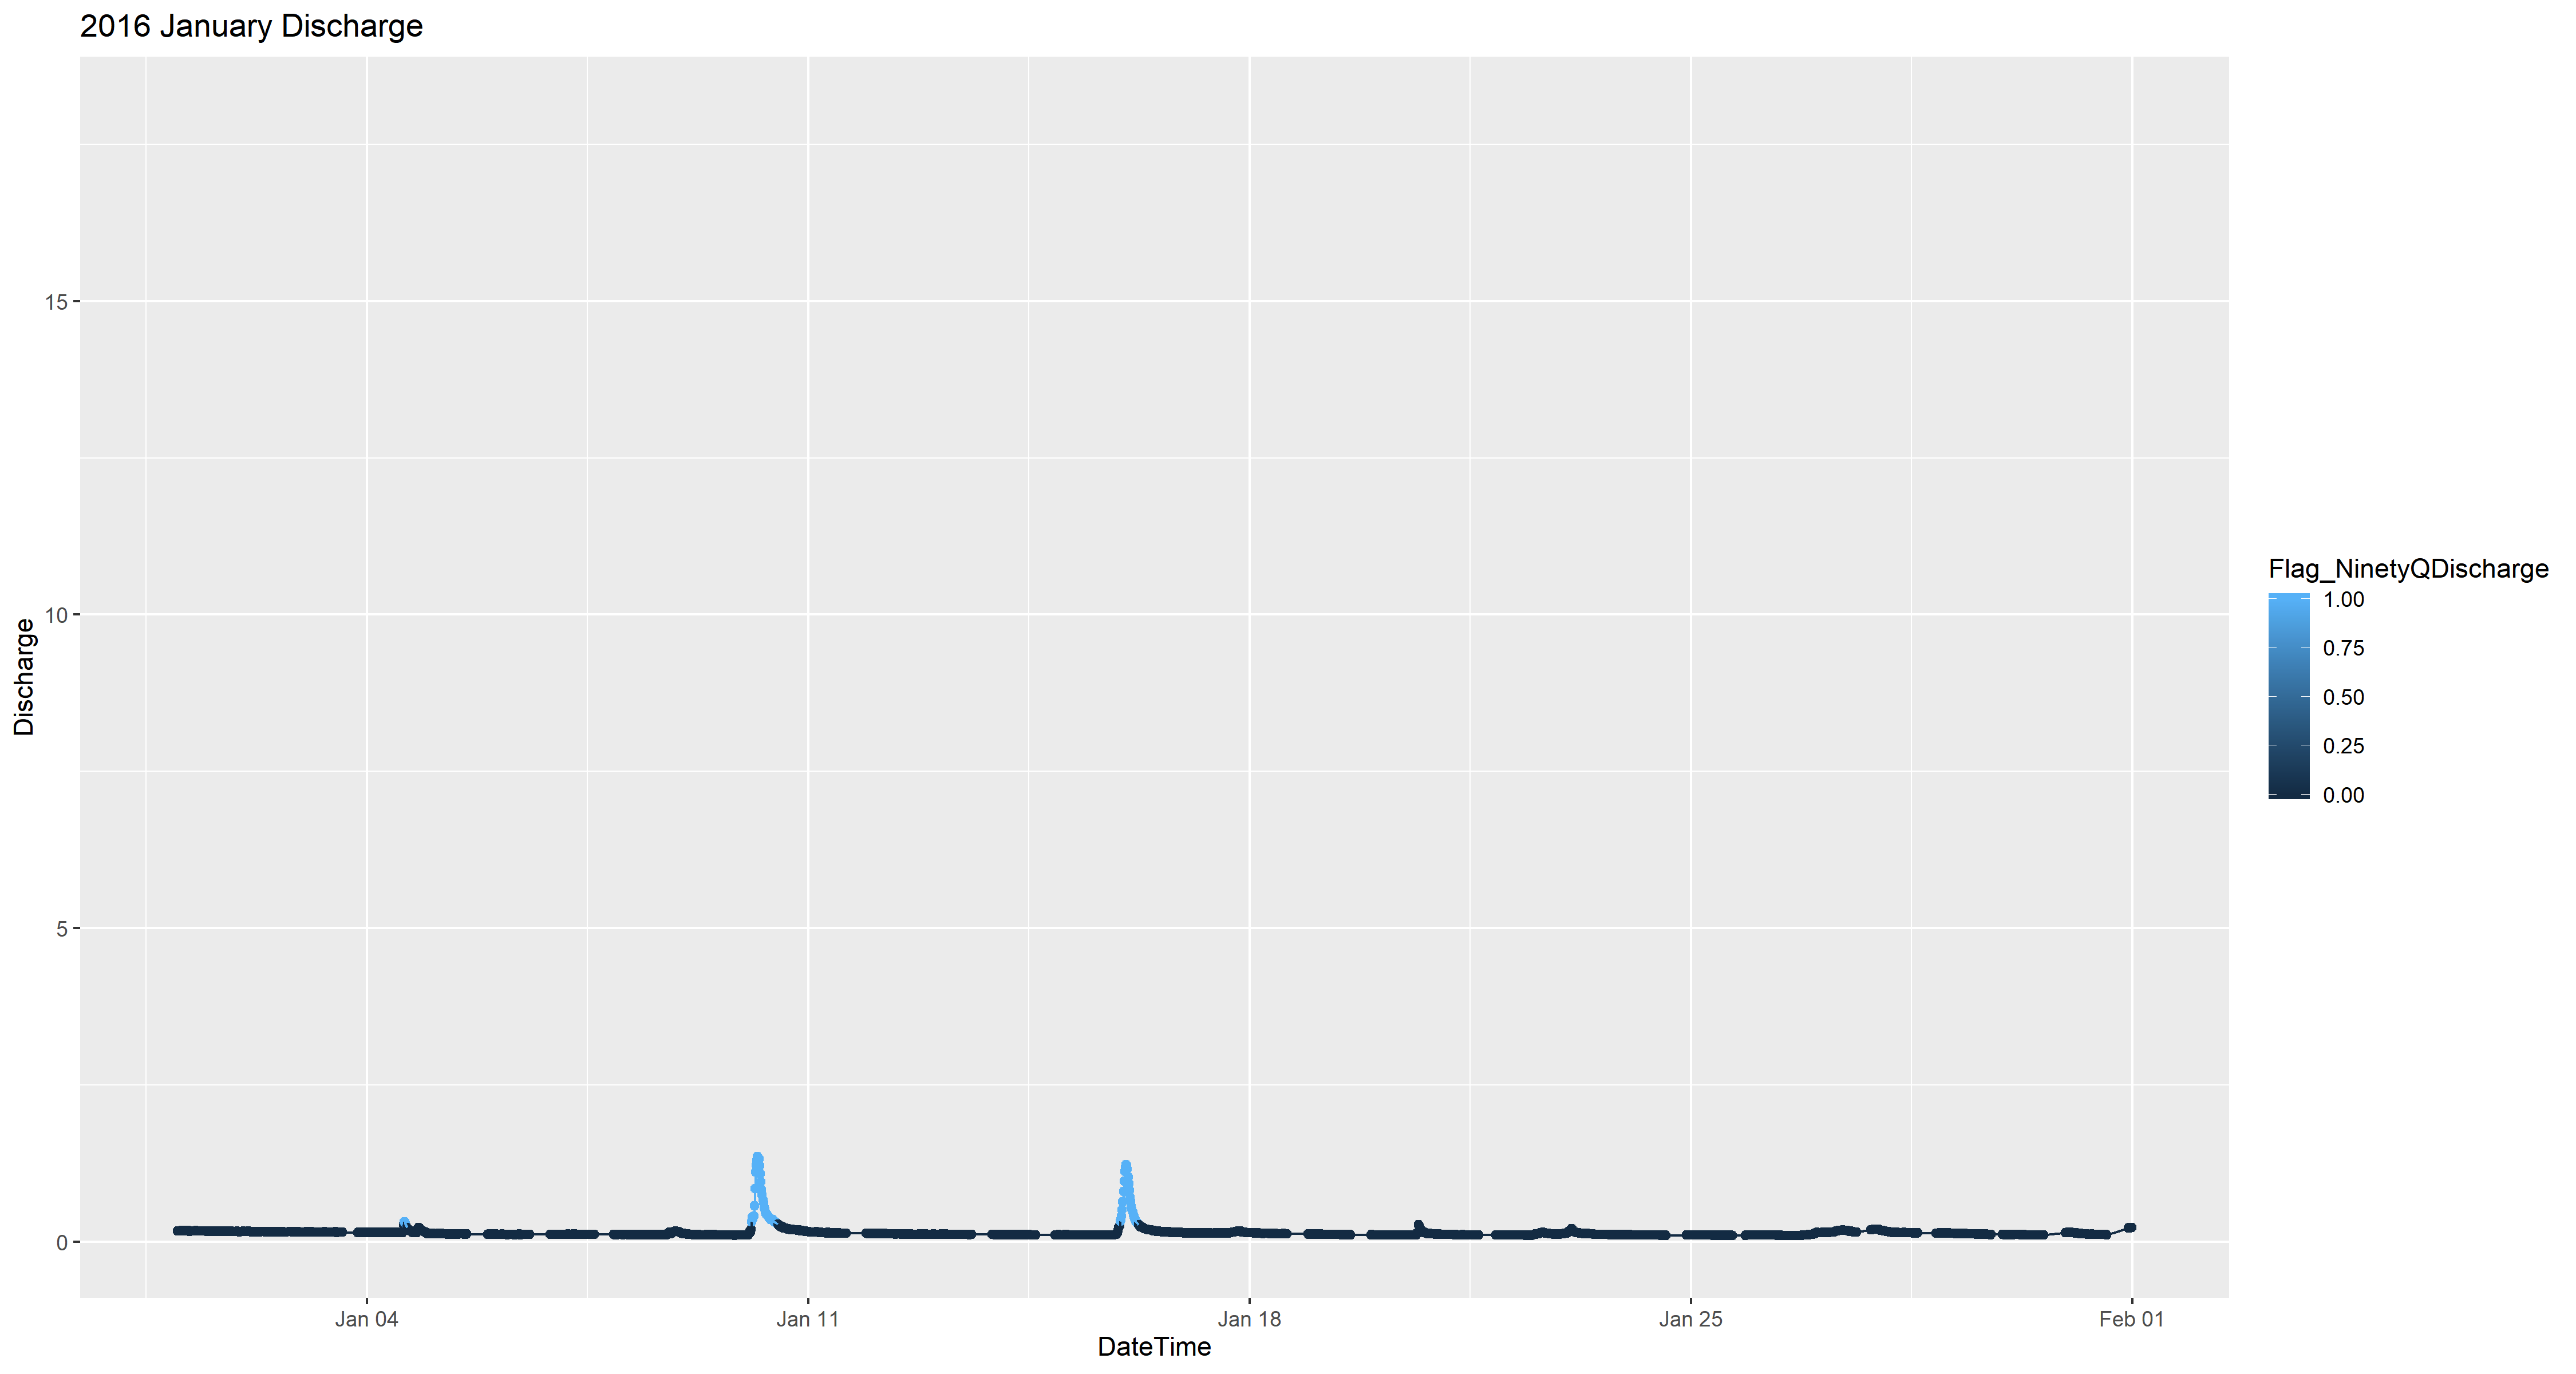 2016 January Discharge
Discharge
15
10
5
0
Jan 04
Jan 11
Jan 18
Jan 25
Feb 01
DateTime
Flag_NinetyQDischarge
1.00
0.75
0.50
0.25
0.00